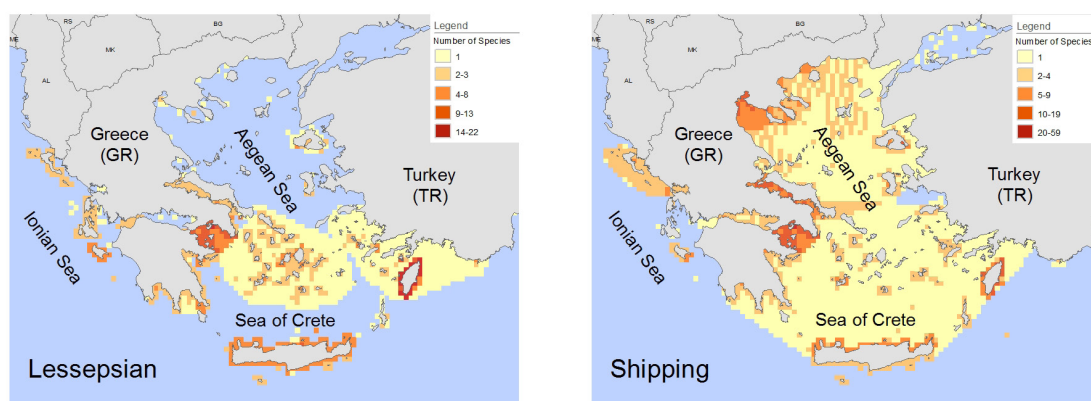 RS
BG
ME
MK
AL
Legend
Number of Species
1
2-3
4-8
9-13
14-22
Greece
(GR)
Aegean Sea
Turkey
(TR)
Ionian Sea
Sea of Crete
Lessepsian
RS
BG
ME
MK
AL
Legend
Number of Species
1
2-4
5-9
10-19
20-59
Greece
(GR)
Aegean Sea
Turkey
(TR)
Ionian Sea
Sea of Crete
Shipping